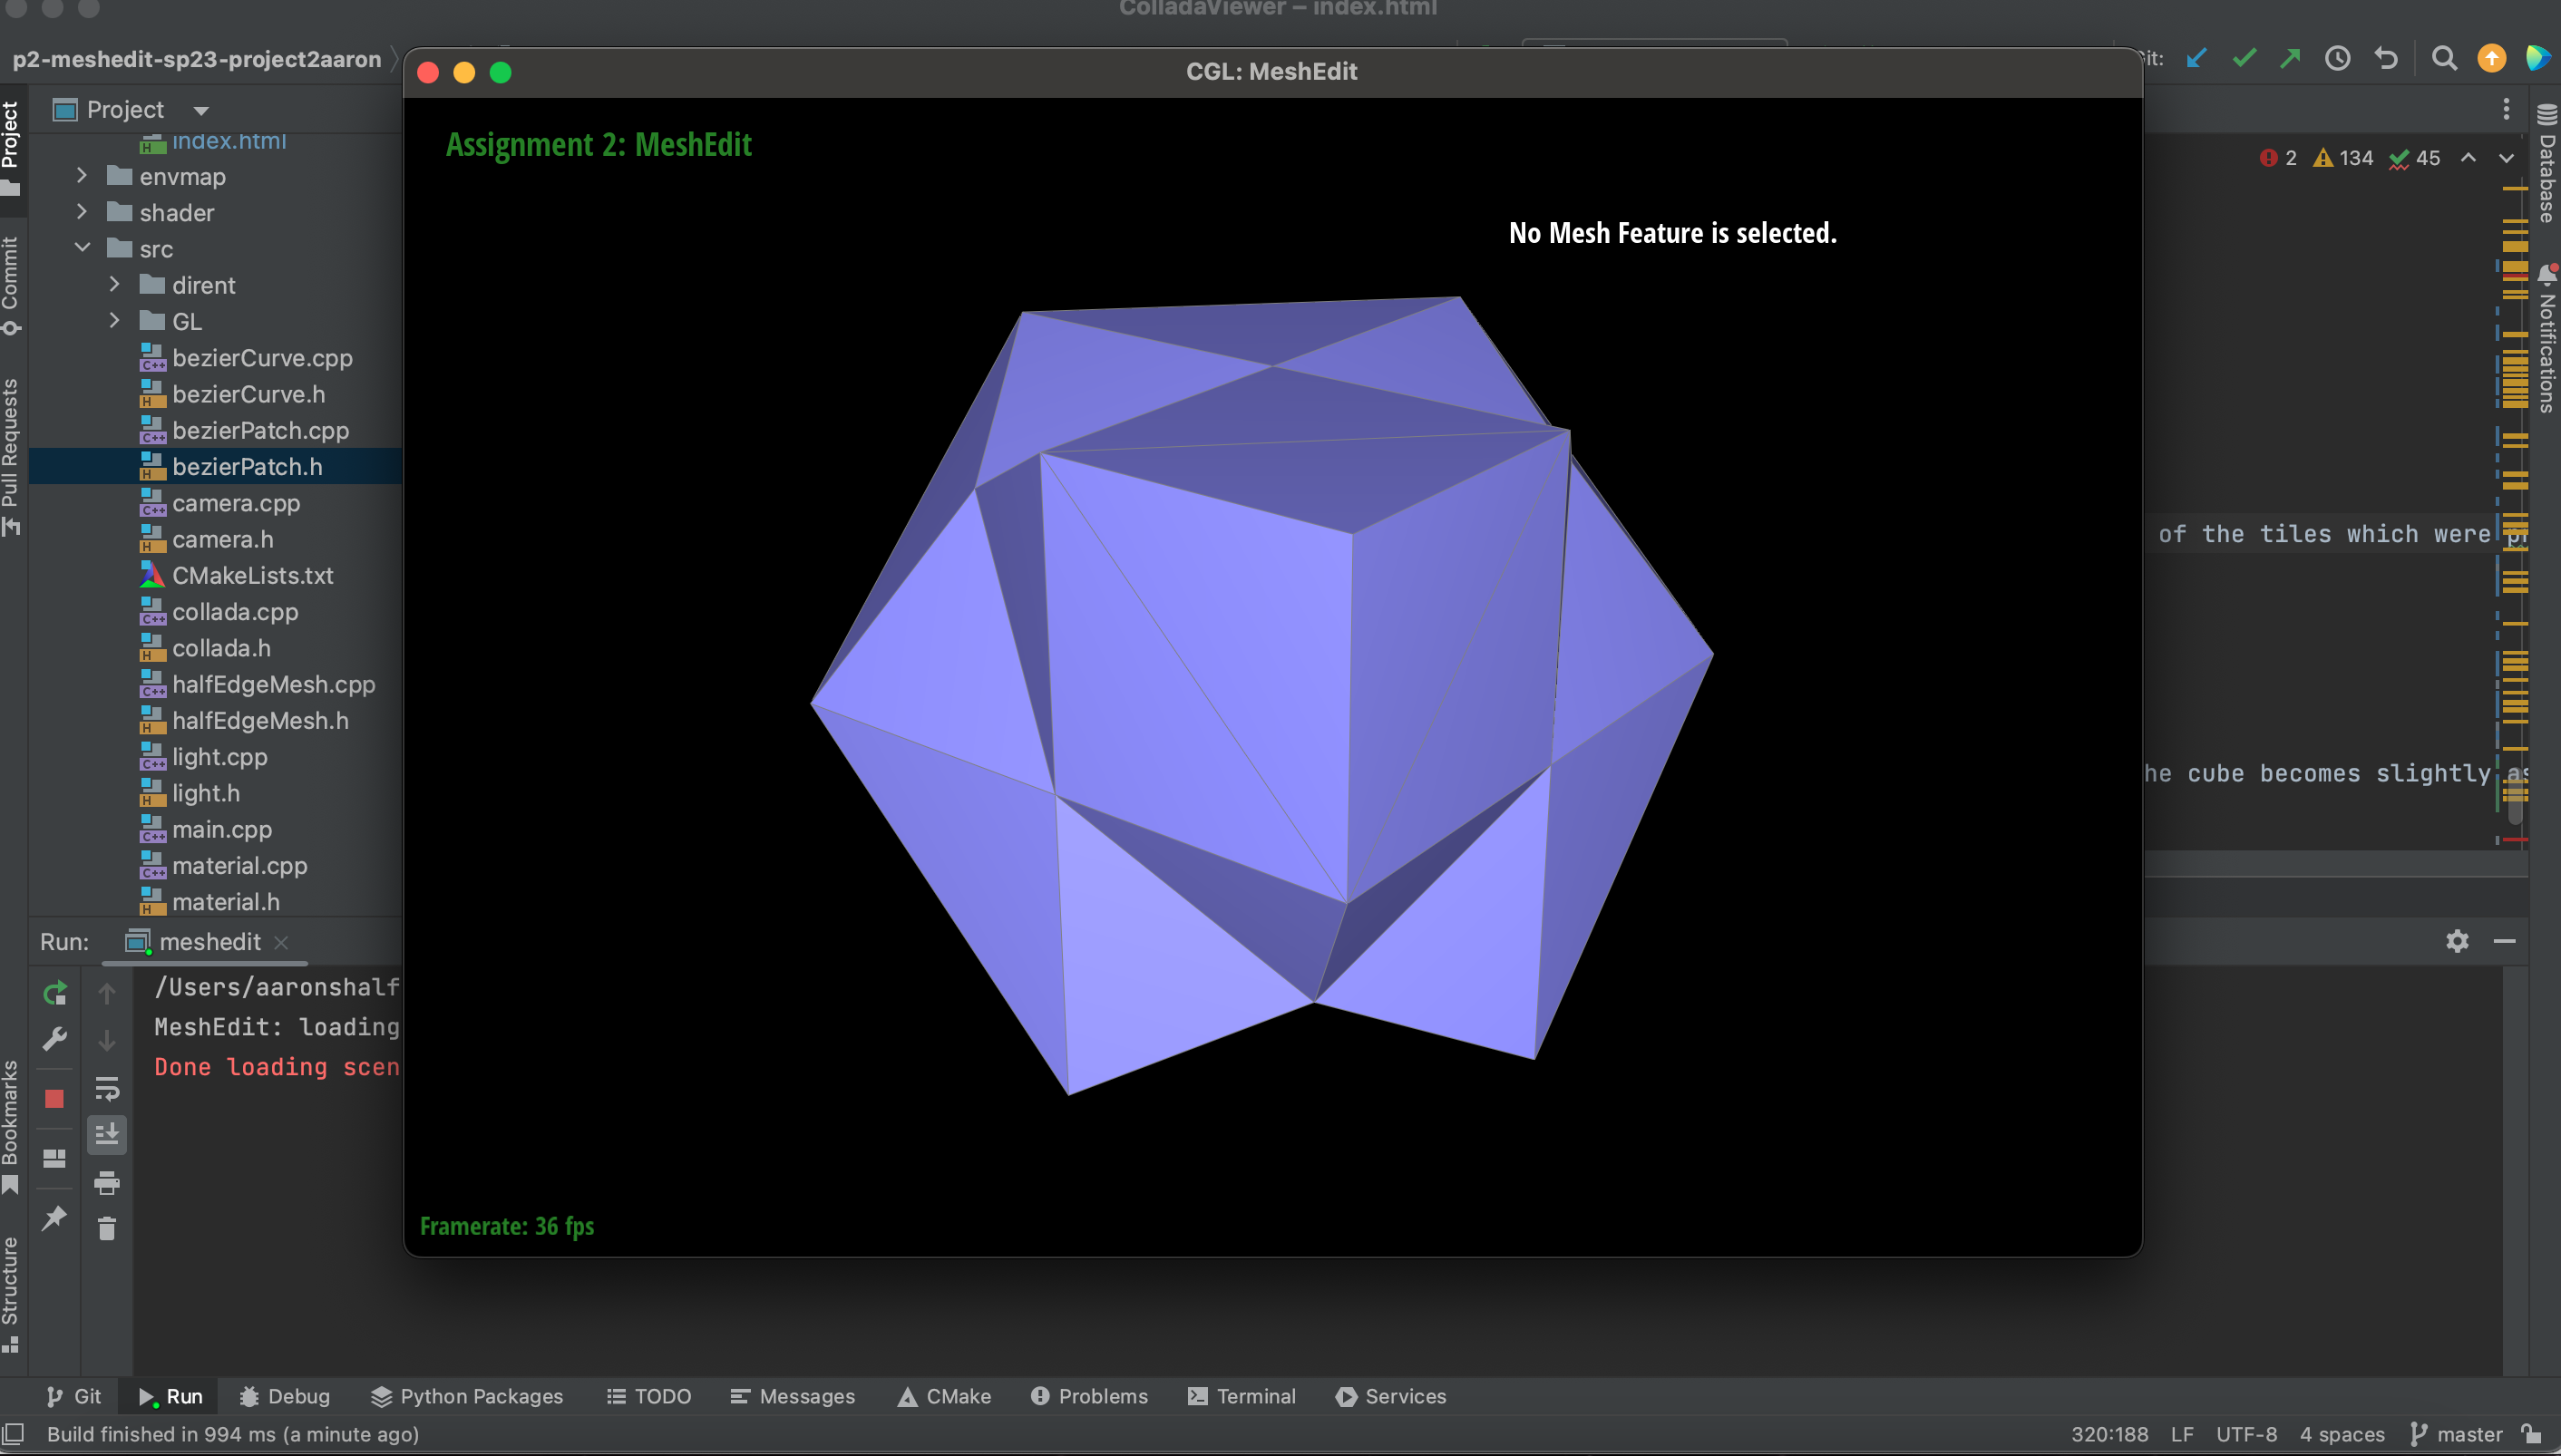 ColladaViewer – index.html
p2-meshedit-sp23-project2aaron
CGL: MeshEdit
Git:
Project
Project
index.html
envmap
shader
src
dirent
GL
bezierCurve.cpp
bezierCurve.h
bezierPatch.cpp
bezierPatch.h
camera.cpp
camera.h
CMakeLists.txt
collada.cpp
collada.h
halfEdgeMesh.cpp
halfEdgeMesh.h
light.cpp
light.h
main.cpp
material.cpp
material.h
Commit
Pull Requests
Assignment 2: MeshEdit
No Mesh Feature is selected.
Framerate: 36 fps
2 134 45
Database
Notifications
of the tiles which were
he cube becomes slightly as
Run: meshedit
/Users/aaronshalf
MeshEdit: loading
Done loading scen
Bookmarks
Structure
Git Run Debug Python Packages TODO Messages CMake Problems Terminal Services
Build finished in 994 ms (a minute ago)
320:188 LF UTF-8 4 spaces master